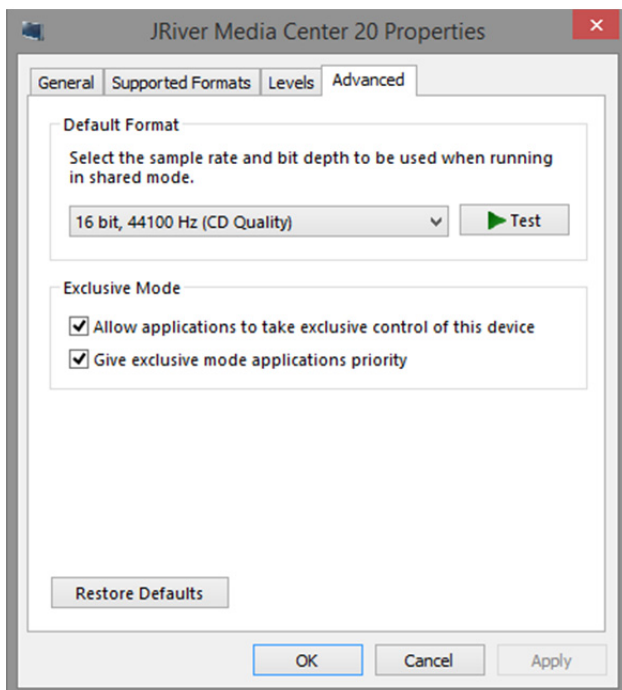 JRiver Media Center 20 Properties
General
Supported Formats
Levels
Advanced
Default Format
Select the sample rate and bit depth to be used when running
in shared mode.
16 bit, 44100 Hz (CD Quality)
Test
Exclusive Mode
Allow applications to take exclusive control of this device
Give exclusive mode applications priority
Restore Defaults
OK
Cancel
Apply